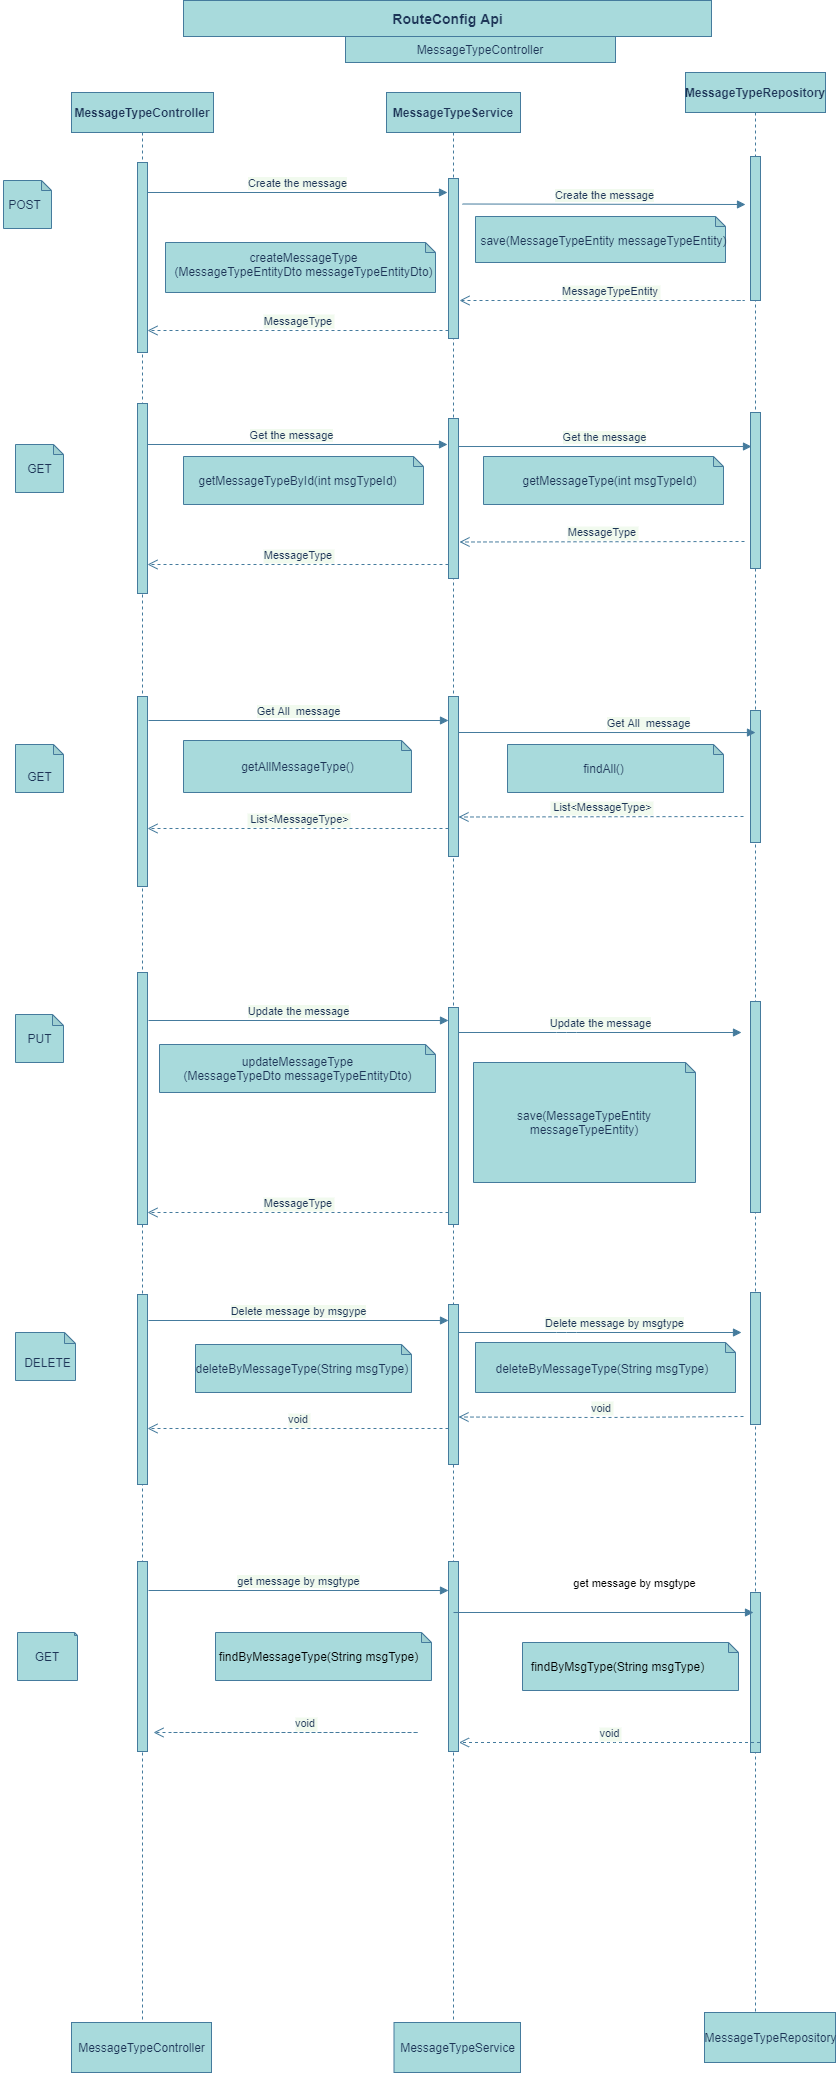 RouteConfig Api
MessageTypeController
MessageTypeController
MessageTypeService
MessageTypeRepository
POST
Create the message
Create the message
createMessageType
(MessageTypeEntityDto messageTypeEntityDto)
save(MessageTypeEntity messageTypeEntity)
MessageTypeEntity
MessageType
GET
Get the message
Get the message
getMessageTypeById(int msgTypeId)
getMessageType(int msgTypeId)
MessageType
MessageType
GET
Get All  message
Get All  message
getAllMessageType()
findAll()
List<MessageType>
List<MessageType>
PUT
Update the message
Update the message
updateMessageType
(MessageTypeDto messageTypeEntityDto)
save(MessageTypeEntity
messageTypeEntity)
MessageType
DELETE
Delete message by msgype
Delete message by msgtype
deleteByMessageType(String msgType)
deleteByMessageType(String msgType)
void
void
GET
get message by msgtype
get message by msgtype
findByMessageType(String msgType)
findByMsgType(String msgType)
void
void
MessageTypeController
MessageTypeService
MessageTypeRepository